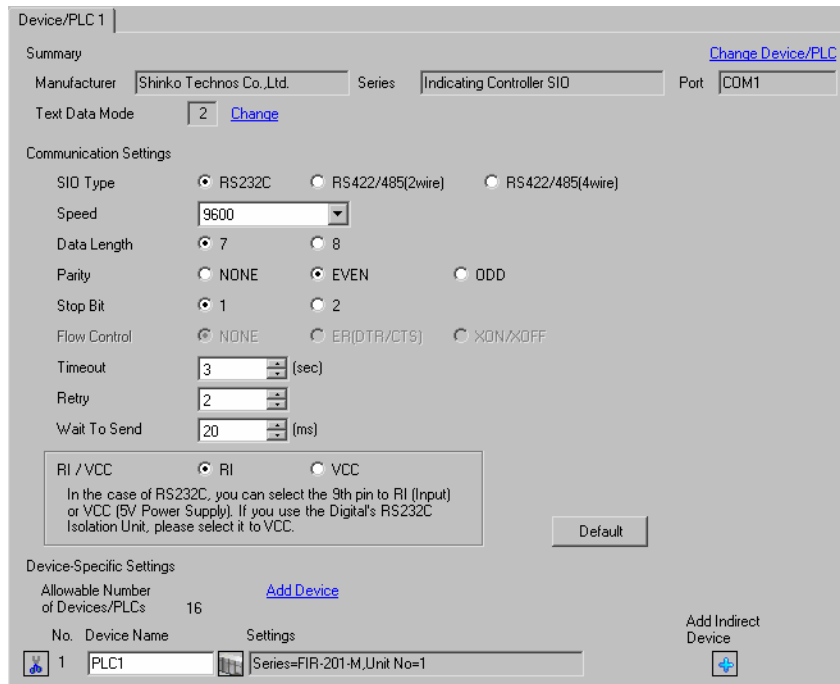 Device/PLC 1
Summary
Change Device/PLC
Manufacturer Shinko Technos Co.,Ltd. Series Indicating Controller SIO Port COM1
Text Data Mode 2 Change
Communication Settings
SIO Type RS232C RS422/485(2wire) RS422/485(4wire)
Speed 9600
Data Length 7 8
Parity NONE EVEN ODD
Stop Bit 1 2
Flow Control NONE ER(DTR/CTS) XON/XOFF
Timeout 3 (sec)
Retry 2
Wait To Send 20 (ms)
RI / VCC RI VCC
In the case of RS232C, you can select the 9th pin to RI (Input)
or VCC (5V Power Supply). If you use the Digital's RS232C
Isolation Unit, please select it to VCC.
Default
Device-Specific Settings
Allowable Number
of Devices/PLCs 16
Add Device
Add Indirect
Device
No. Device Name Settings
1 PLC1 Series=FIR-201-M,Unit No=1